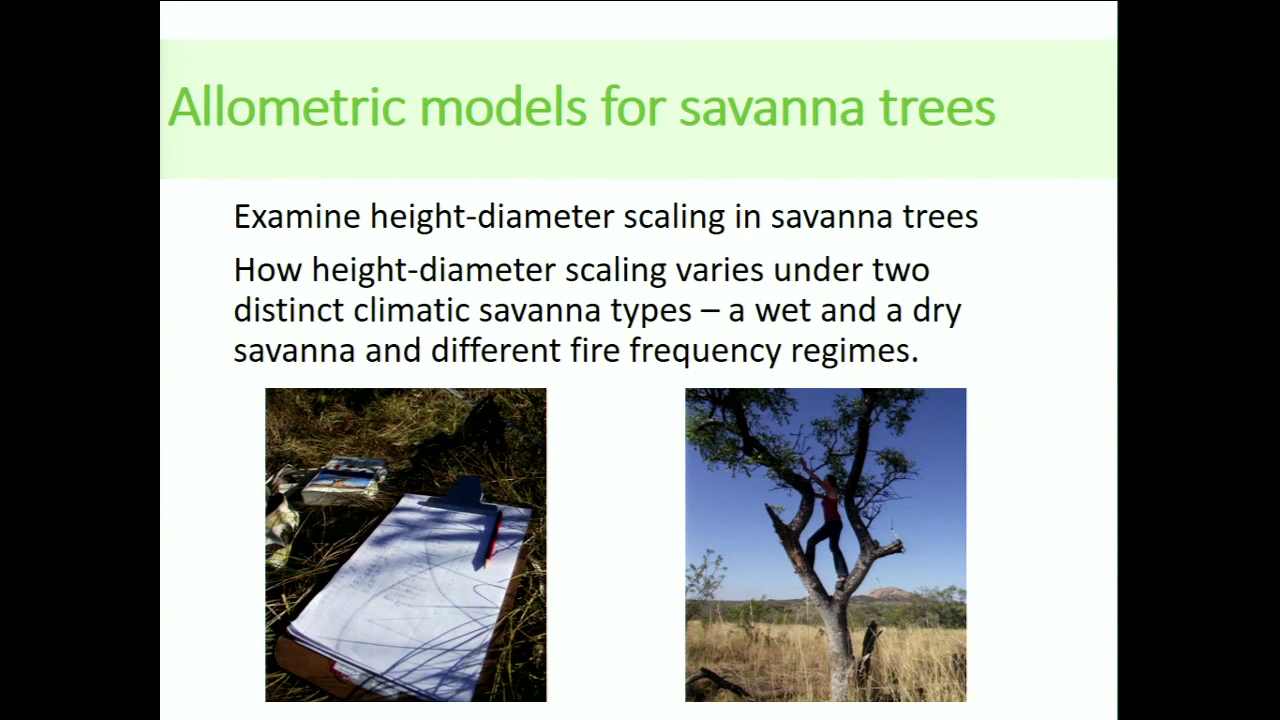 Allometric models for savanna trees
Examine height-diameter scaling in savanna trees
How height-diameter scaling varies under two
distinct climatic savanna types – a wet and a dry
savanna and different fire frequency regimes.